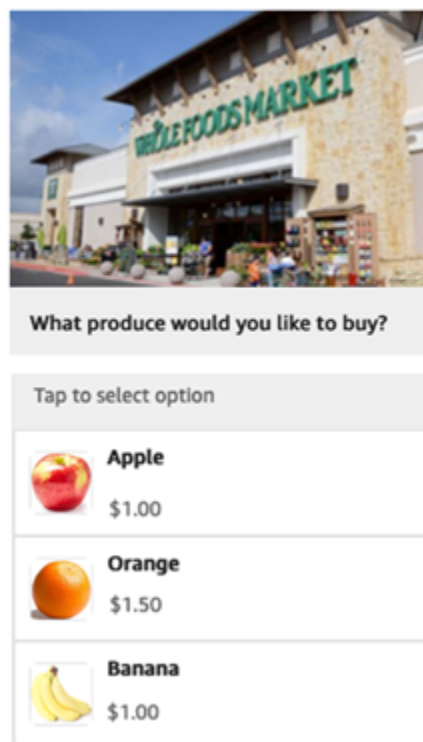 WHOLE FOODS MARKET
What produce would you like to buy?
Tap to select option
Apple
$1.00
Orange
$1.50
Banana
$1.00